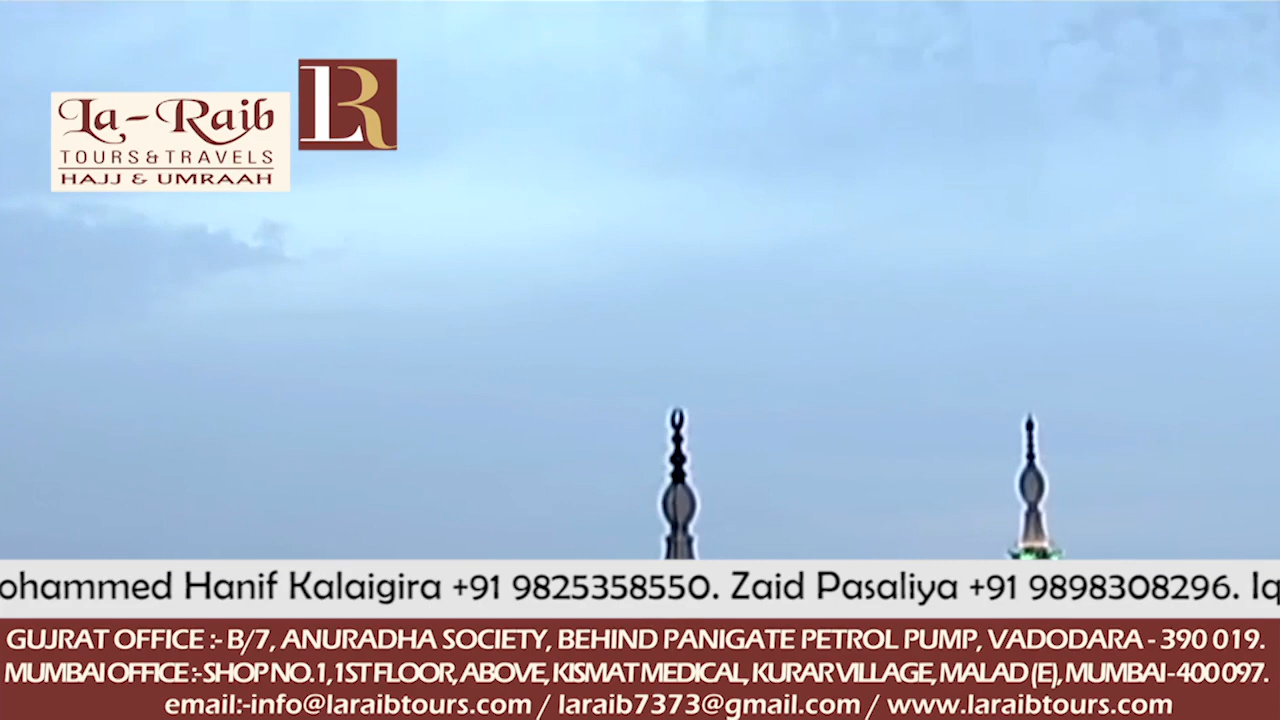 La-Raib
TOURS & TRAVELS
HAJJ & UMRAAH
LR
Hanif Kalaigira +91 9825358550. Zaid Pasaliya +91 9898308296.
GUJRAT OFFICE :- B/7, ANURADHA SOCIETY, BEHIND PANIGATE PETROL PUMP, VADODARA - 390 019.
MUMBAI OFFICE :- SHOP NO. 1, 1ST FLOOR, ABOVE, KISMAT MEDICAL, KURAR VILLAGE, MALAD (E), MUMBAI - 400 097.
email:-info@laraibtours.com / laraib7373@gmail.com / www.laraibtours.com